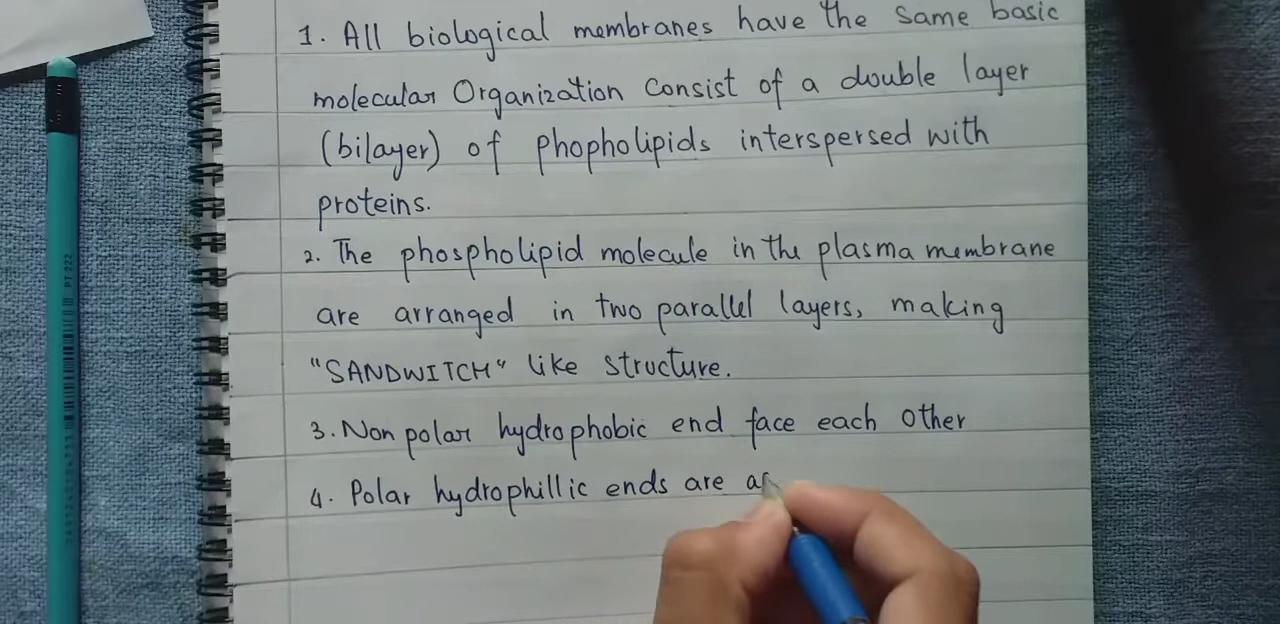 1. All biological membranes have the same basic
molecular Organization Consist of a double layer
(bilayer) of phopholipids interspersed with
proteins.
2. The phospholipid molecule in the plasma membrane
are arranged in two parallel layers, making
"SANDWITCH" like structure.
3. Non polar hydrophobic end face each other
4. Polar hydrophillic ends are
PT-222